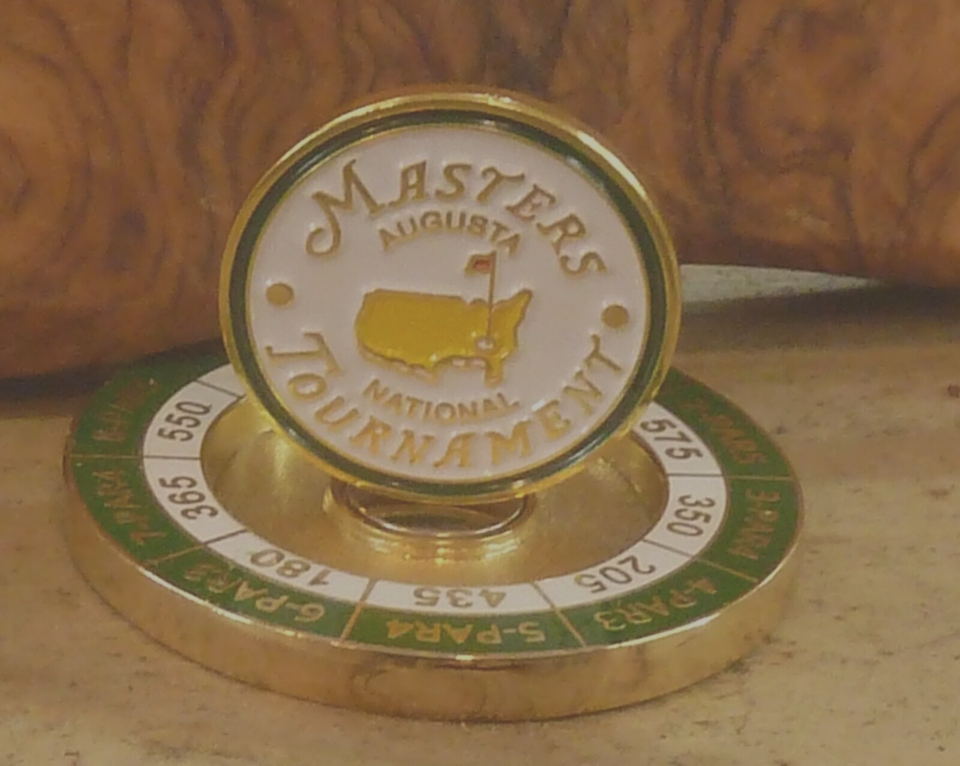 MASTERS
AUGUSTA
NATIONAL
TOURNAMENT
575
3-PAR4
350
4-PAR3
205
5-PAR4
435
6-PAR3
180
7-PAR4
365
550